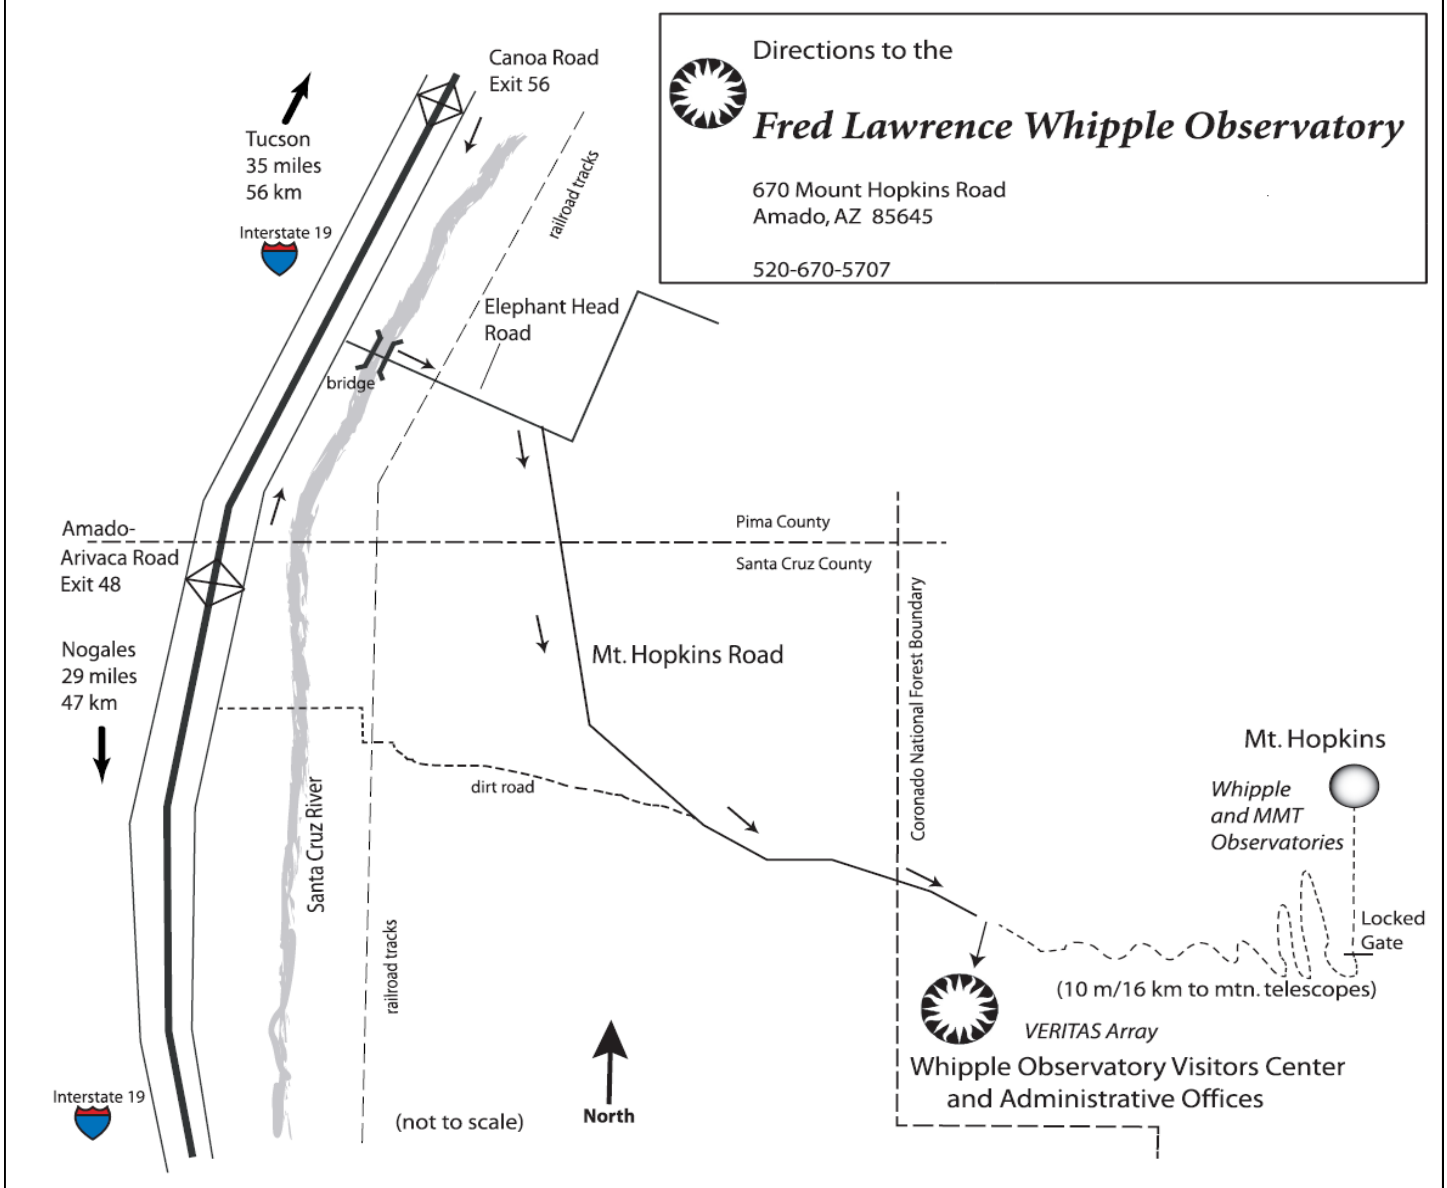 Directions to the
Fred Lawrence Whipple Observatory
670 Mount Hopkins Road
Amado, AZ  85645
520-670-5707
Canoa Road
Exit 56
Tucson
35 miles
56 km
Interstate 19
railroad tracks
Elephant Head
Road
bridge
Amado-
Arivaca Road
Exit 48
Pima County
Santa Cruz County
Nogales
29 miles
47 km
Mt. Hopkins Road
Coronado National Forest Boundary
dirt road
Santa Cruz River
railroad tracks
Mt. Hopkins
Whipple
and MMT
Observatories
Locked
Gate
(10 m/16 km to mtn. telescopes)
VERITAS Array
Whipple Observatory Visitors Center
and Administrative Offices
Interstate 19
(not to scale)
North